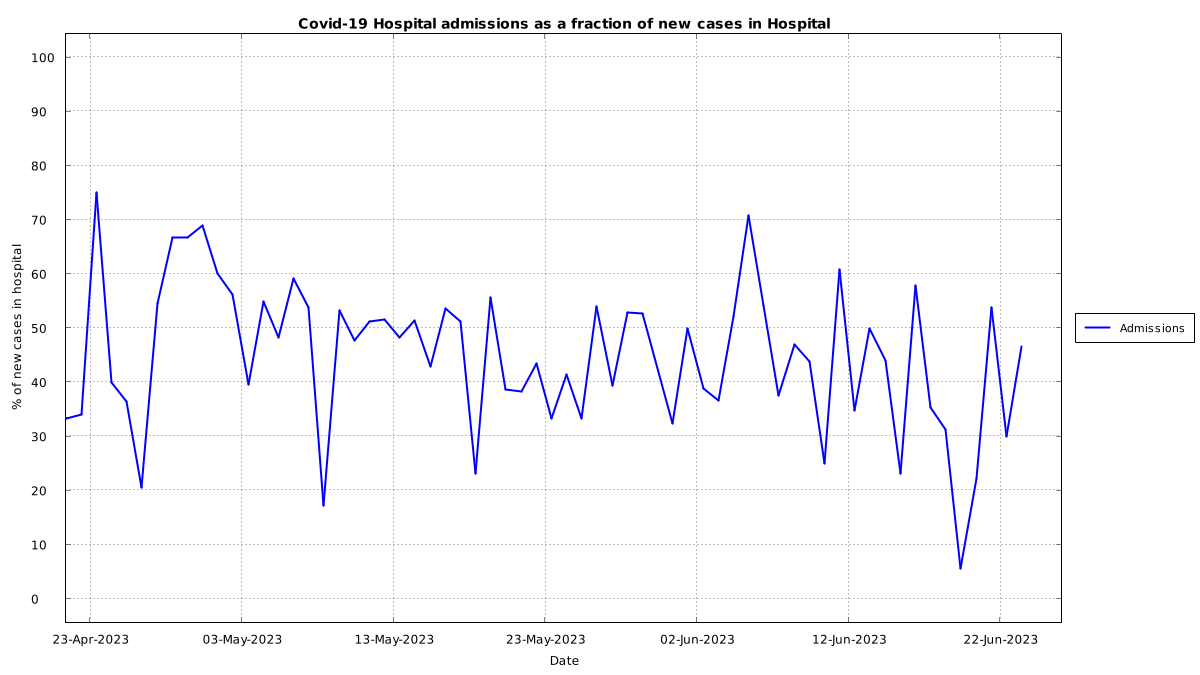 Covid-19 Hospital admissions as a fraction of new cases in Hospital
100
90
80
70
60
50
40
30
20
10
0
% of new cases in hospital
23-Apr-2023 03-May-2023 13-May-2023 23-May-2023 02-Jun-2023 12-Jun-2023 22-Jun-2023
Date
Admissions